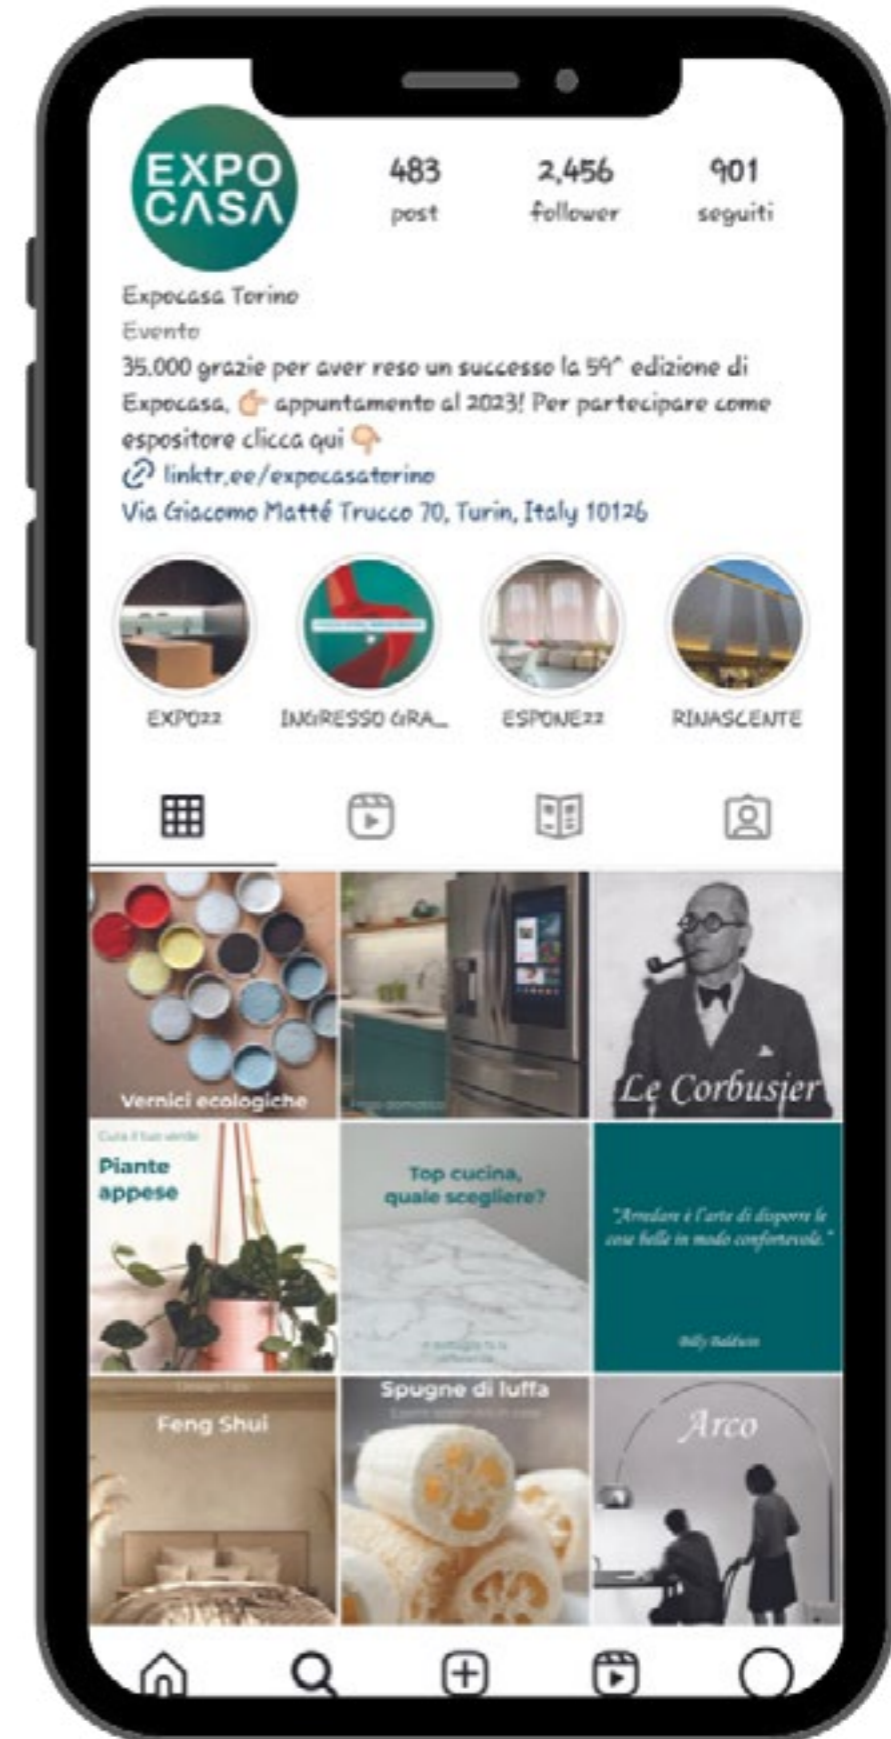 EXPO
CASA
483 2,456 901
post follower seguiti
Expocasa Torino
Evento
35.000 grazie per aver reso un successo la 59^ edizione di
Expocasa, 👉 appuntamento al 2023! Per partecipare come
espositore clicca qui 👇
linktr.ee/expocasatorino
Via Giacomo Matté Trucco 70, Turin, Italy 10126
EXPO22 INGRESSO GRA... ESPONE22 RINASCENTE
Vernici ecologiche
Le Corbusier
Cura il tuo verde
Piante
appese
Top cucina,
quale scegliere?
"Arredare è l'arte di disporre le
cose belle in modo confortevole."
Billy Baldwin
Feng Shui
Spugne di luffa
Arco